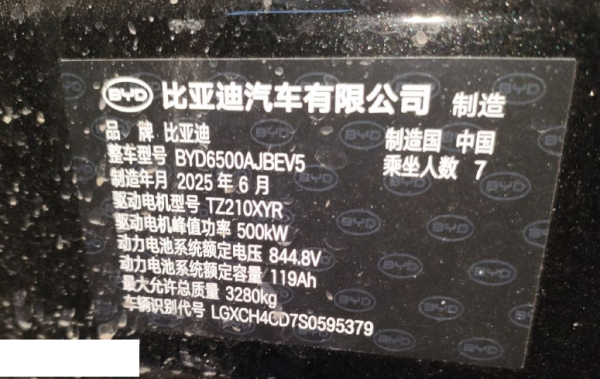 BYD 比亚迪汽车有限公司 制造
品牌 比亚迪 制造国 中国
整车型号 BYD6500AJBEV5 乘坐人数 7
制造年月 2025年6月
驱动电机型号 TZ210XYR
驱动电机峰值功率 500kW
动力电池系统额定电压 844.8V
动力电池系统额定容量 119Ah
最大允许总质量 3280kg
车辆识别代号 LGXCH4CD7S0595379